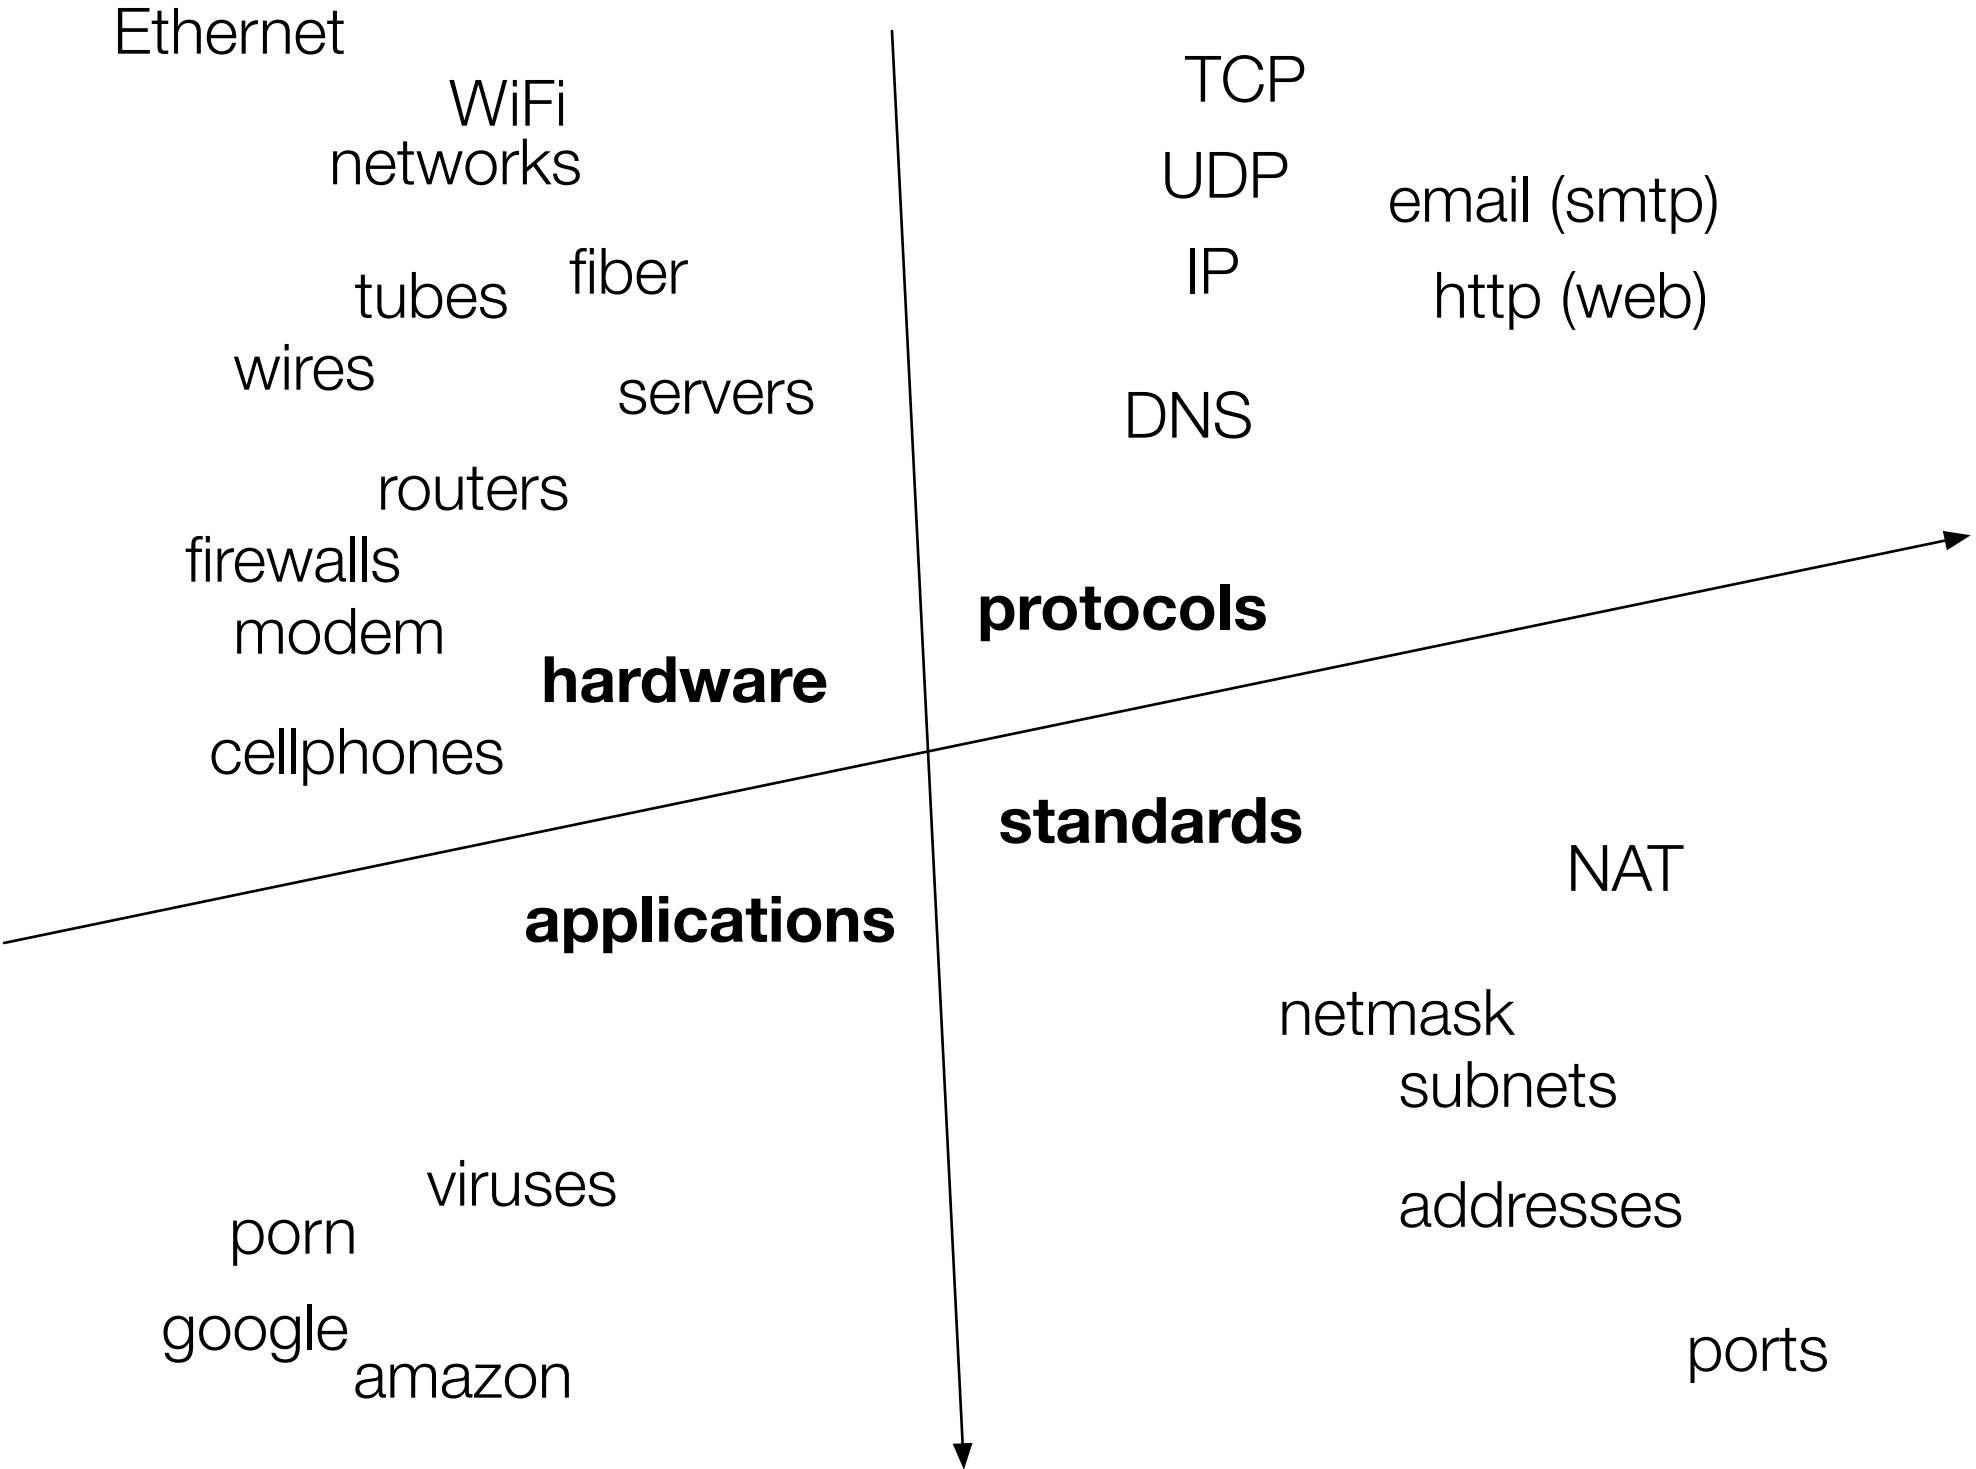 Ethernet
WiFi
networks
fiber
tubes
wires
servers
routers
firewalls
modem
hardware
cellphones
TCP
UDP
email (smtp)
IP
http (web)
DNS
protocols
applications
viruses
porn
google
amazon
standards
NAT
netmask
subnets
addresses
ports